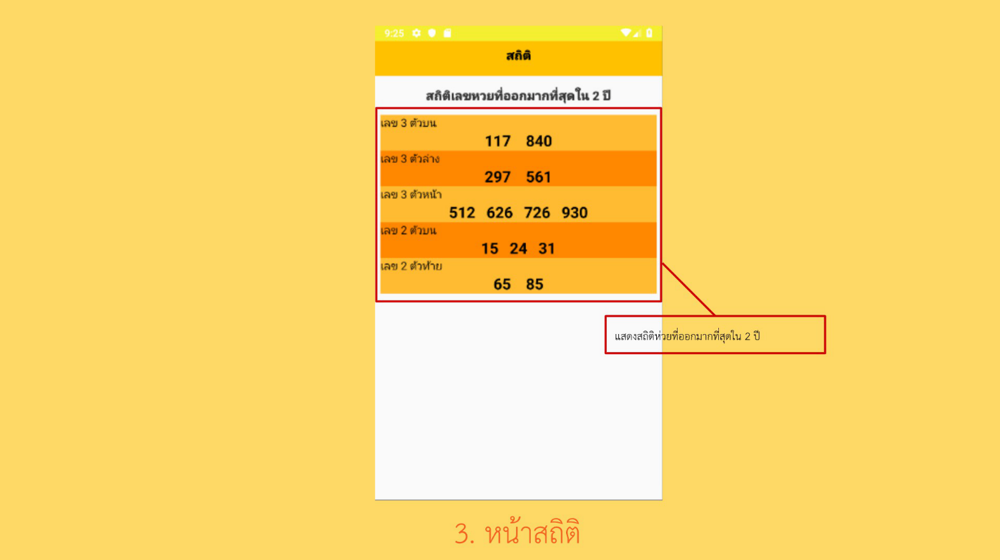 9:25
สถิติ
สถิติเลขหวยที่ออกมากที่สุดใน 2 ปี
เลข 3 ตัวบน
117 840
เลข 3 ตัวล่าง
297 561
เลข 3 ตัวหน้า
512 626 726 930
เลข 2 ตัวบน
15 24 31
เลข 2 ตัวท้าย
65 85
แสดงสถิติห่วยที่ออกมากที่สุดใน 2 ปี
3. หน้าสถิติ